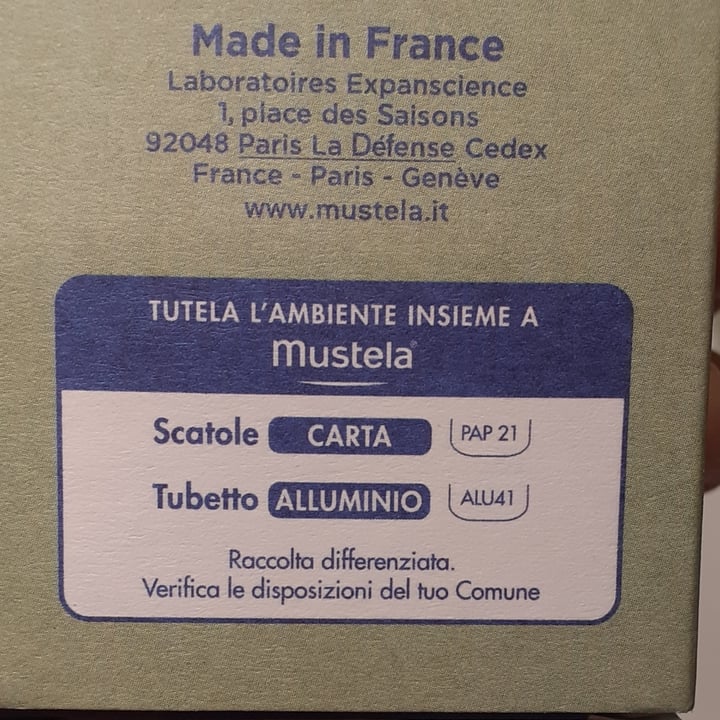 Made in France
Laboratoires Expanscience
1, place des Saisons
92048 Paris La Défense Cedex
France - Paris - Genève
www.mustela.it
TUTELA L'AMBIENTE INSIEME A
Mustela®
Scatole CARTA PAP 21
Tubetto ALLUMINIO ALU41
Raccolta differenziata.
Verifica le disposizioni del tuo Comune